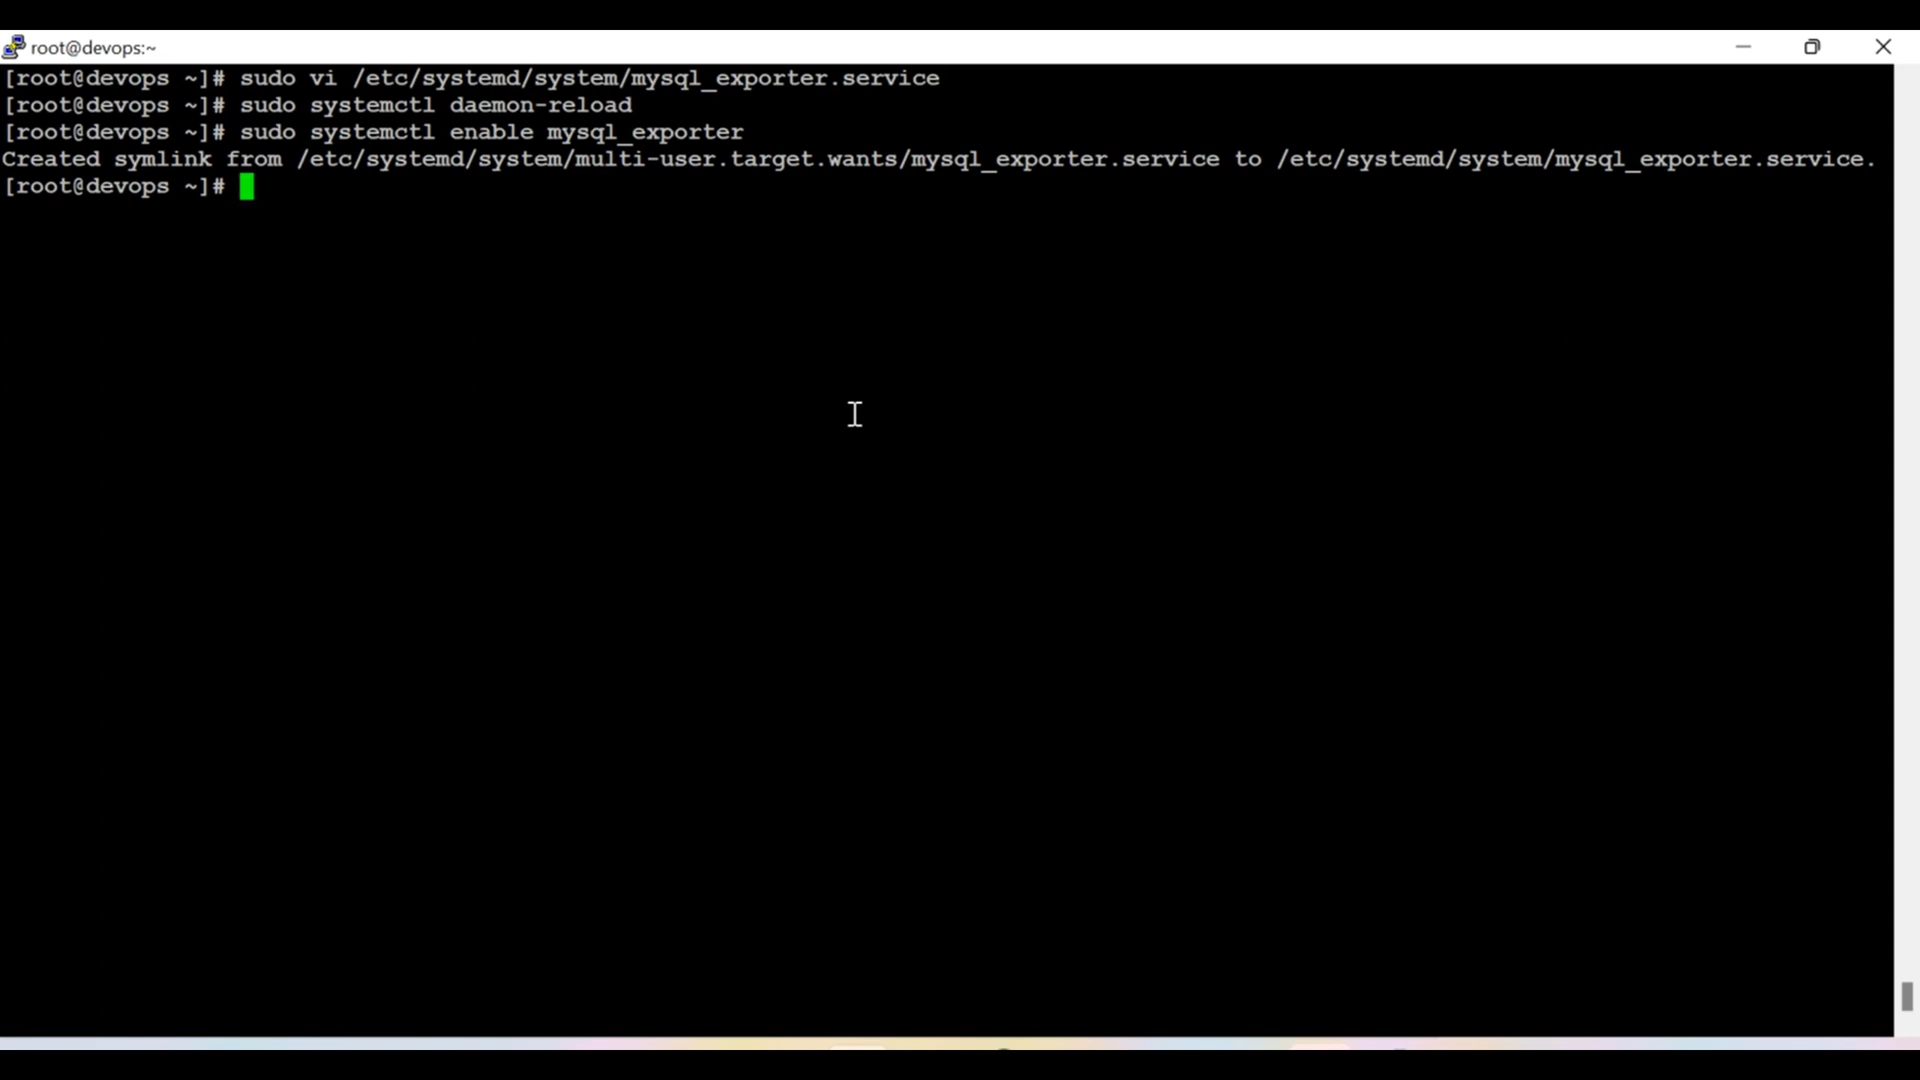 root@devops:~
[root@devops ~]# sudo vi /etc/systemd/system/mysql_exporter.service
[root@devops ~]# sudo systemctl daemon-reload
[root@devops ~]# sudo systemctl enable mysql_exporter
Created symlink from /etc/systemd/system/multi-user.target.wants/mysql_exporter.service to /etc/systemd/system/mysql_exporter.service.
[root@devops ~]#